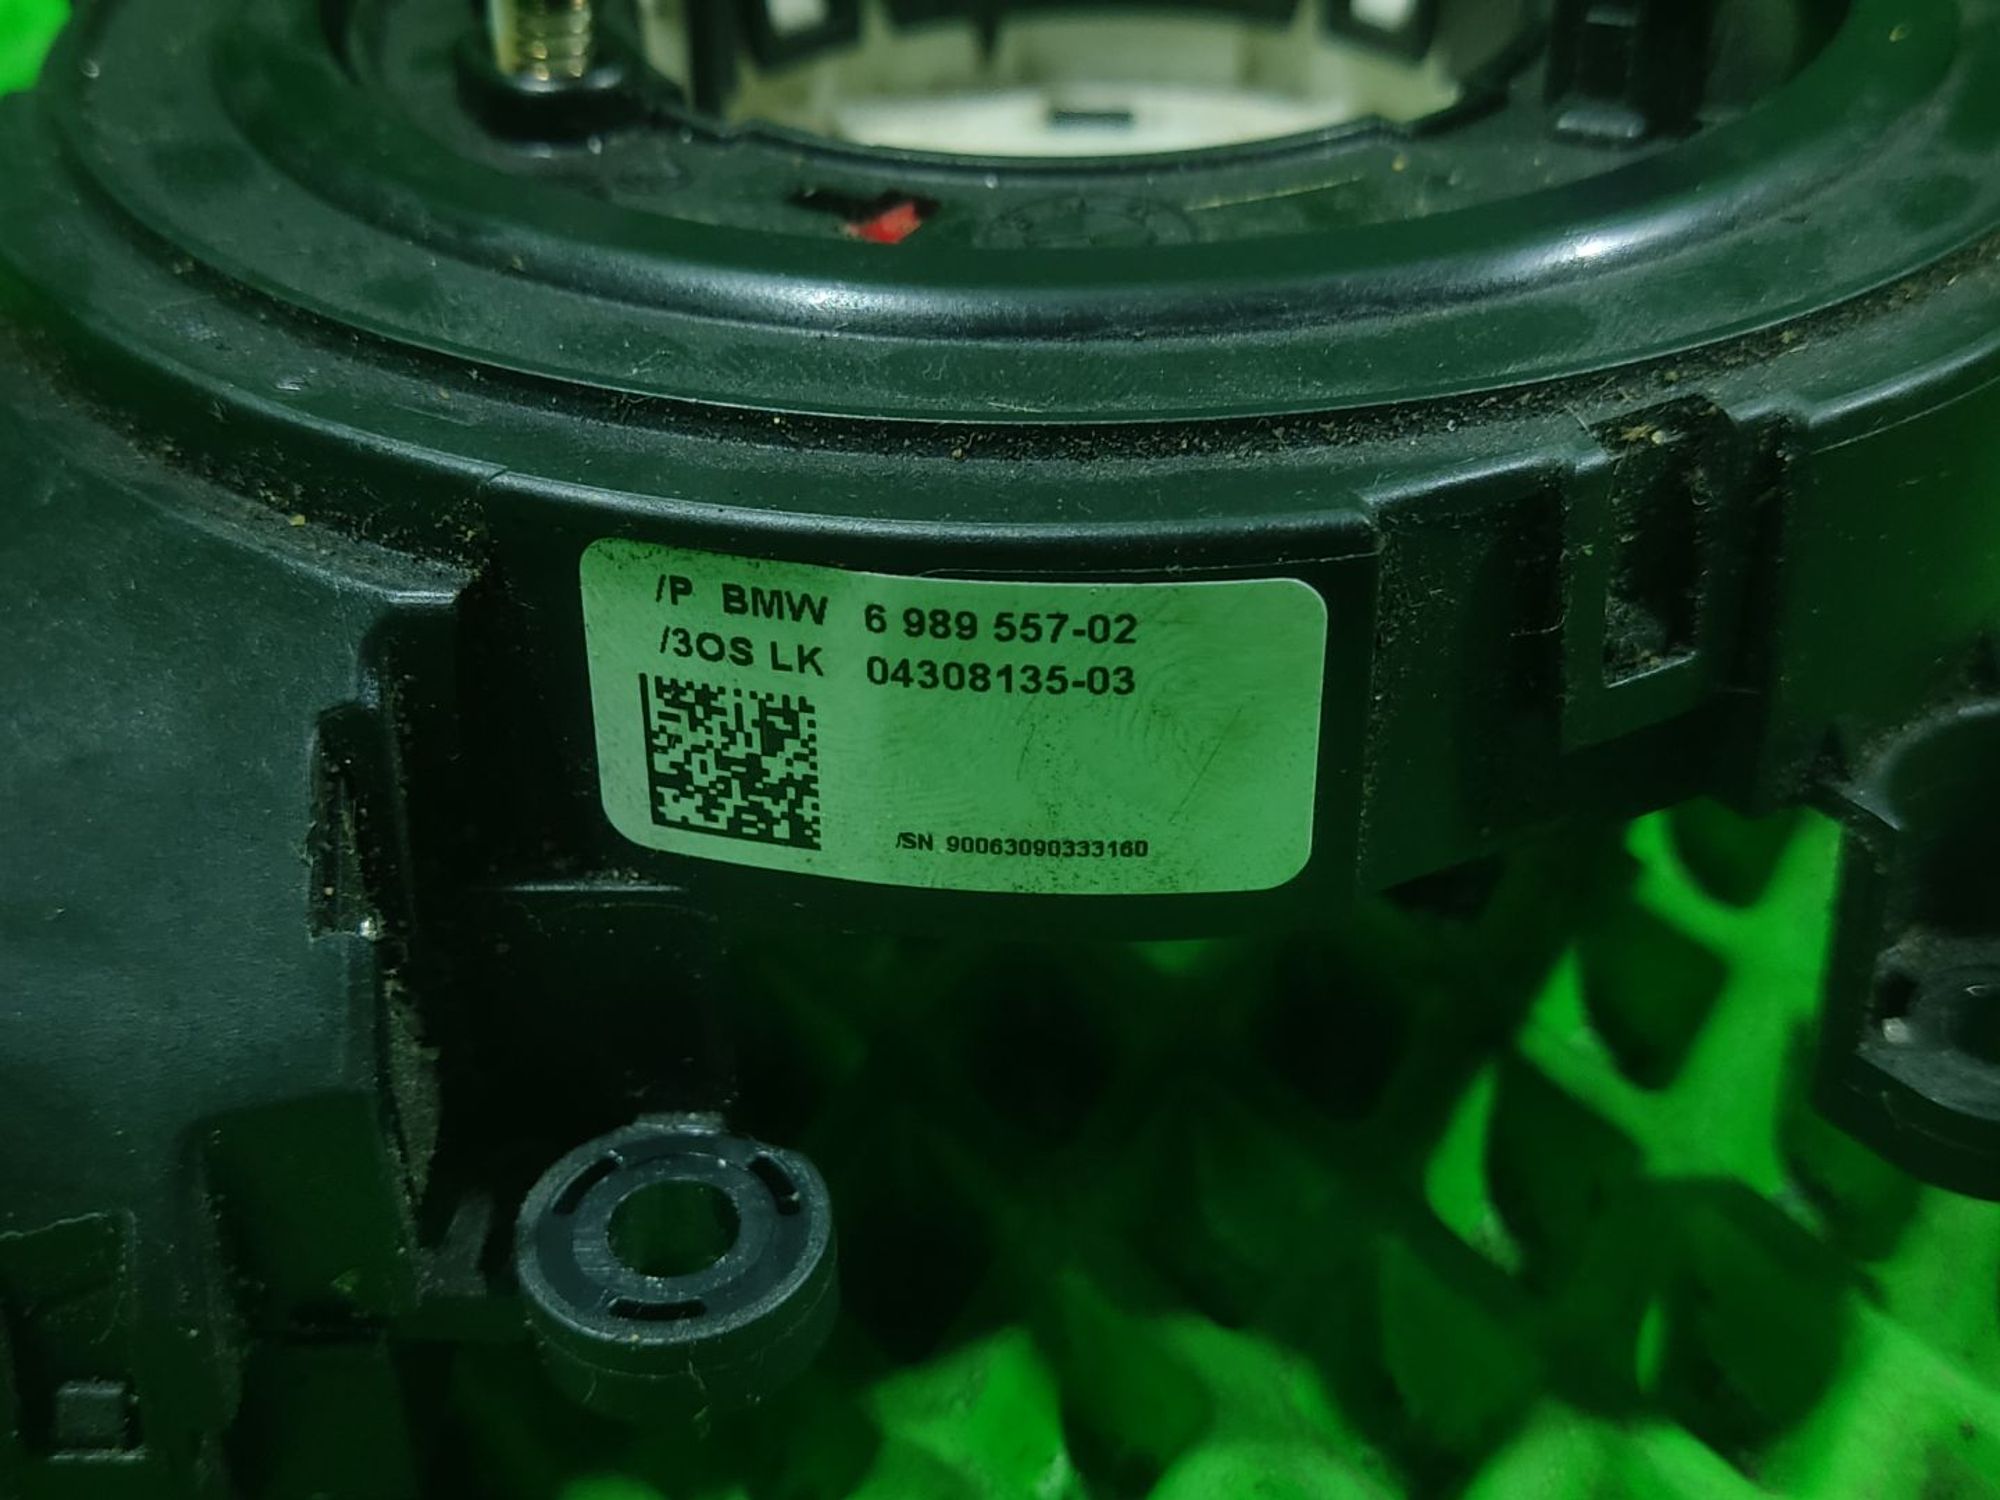 /P BMW 6 989 557-02
/3OS LK 04308135-03
/SN 90063090333160